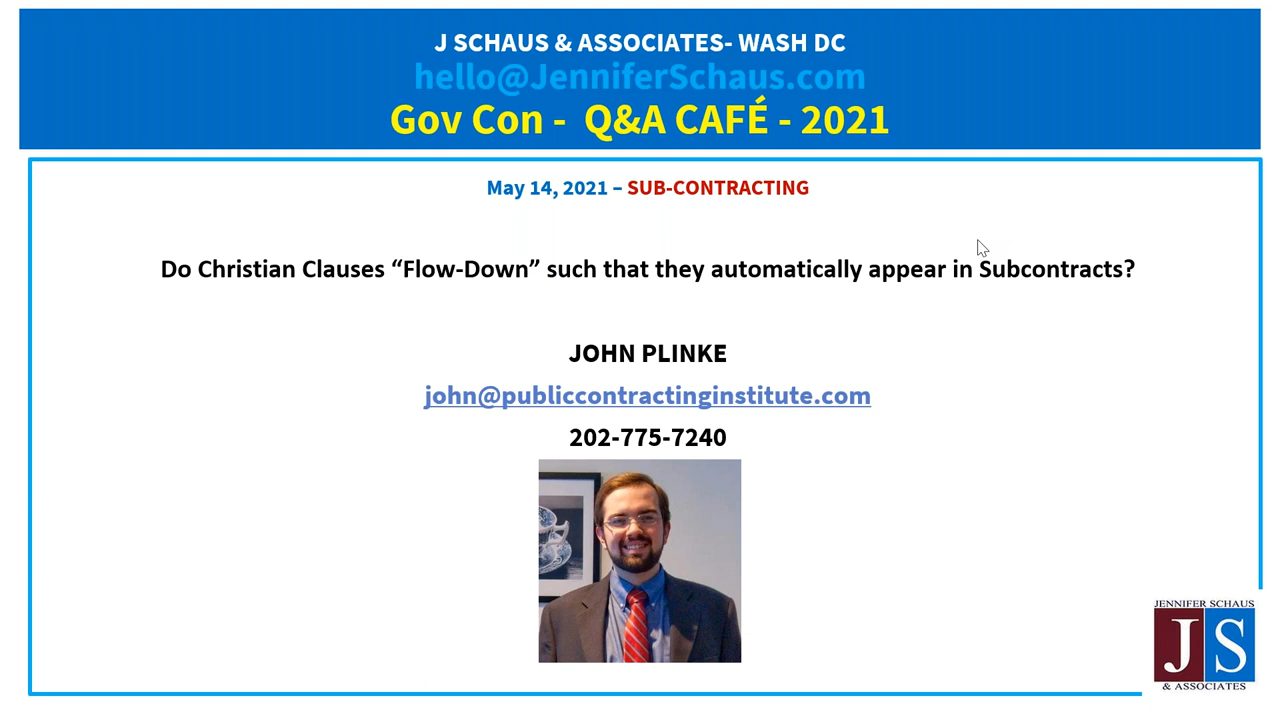 J SCHAUS & ASSOCIATES- WASH DC
hello@JenniferSchaus.com
Gov Con -  Q&A CAFÉ - 2021
May 14, 2021 – SUB-CONTRACTING
Do Christian Clauses “Flow-Down” such that they automatically appear in Subcontracts?
JOHN PLINKE
john@publiccontractinginstitute.com
202-775-7240
JENNIFER SCHAUS
JS
& ASSOCIATES